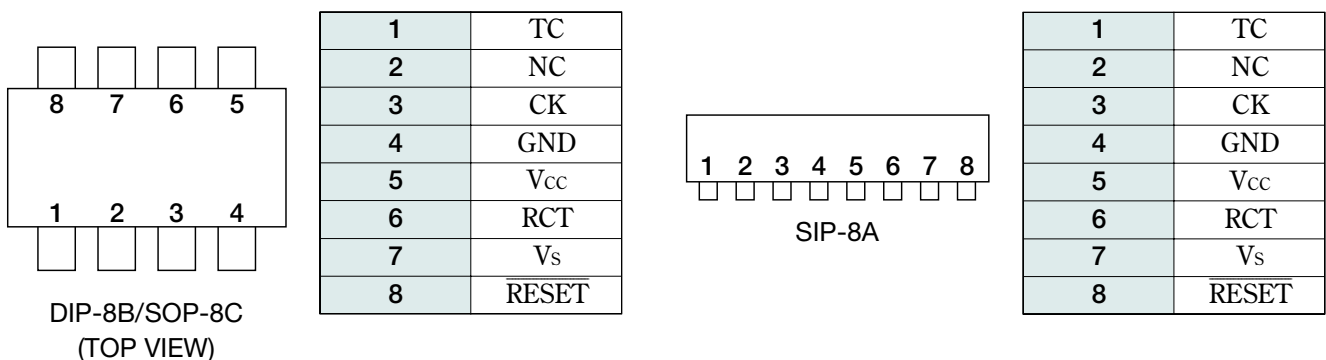 8 7 6 5
1 2 3 4
DIP-8B/SOP-8C
(TOP VIEW)
1 TC
2 NC
3 CK
4 GND
5 Vcc
6 RCT
7 Vs
8 RESET
1 2 3 4 5 6 7 8
SIP-8A
1 TC
2 NC
3 CK
4 GND
5 Vcc
6 RCT
7 Vs
8 RESET